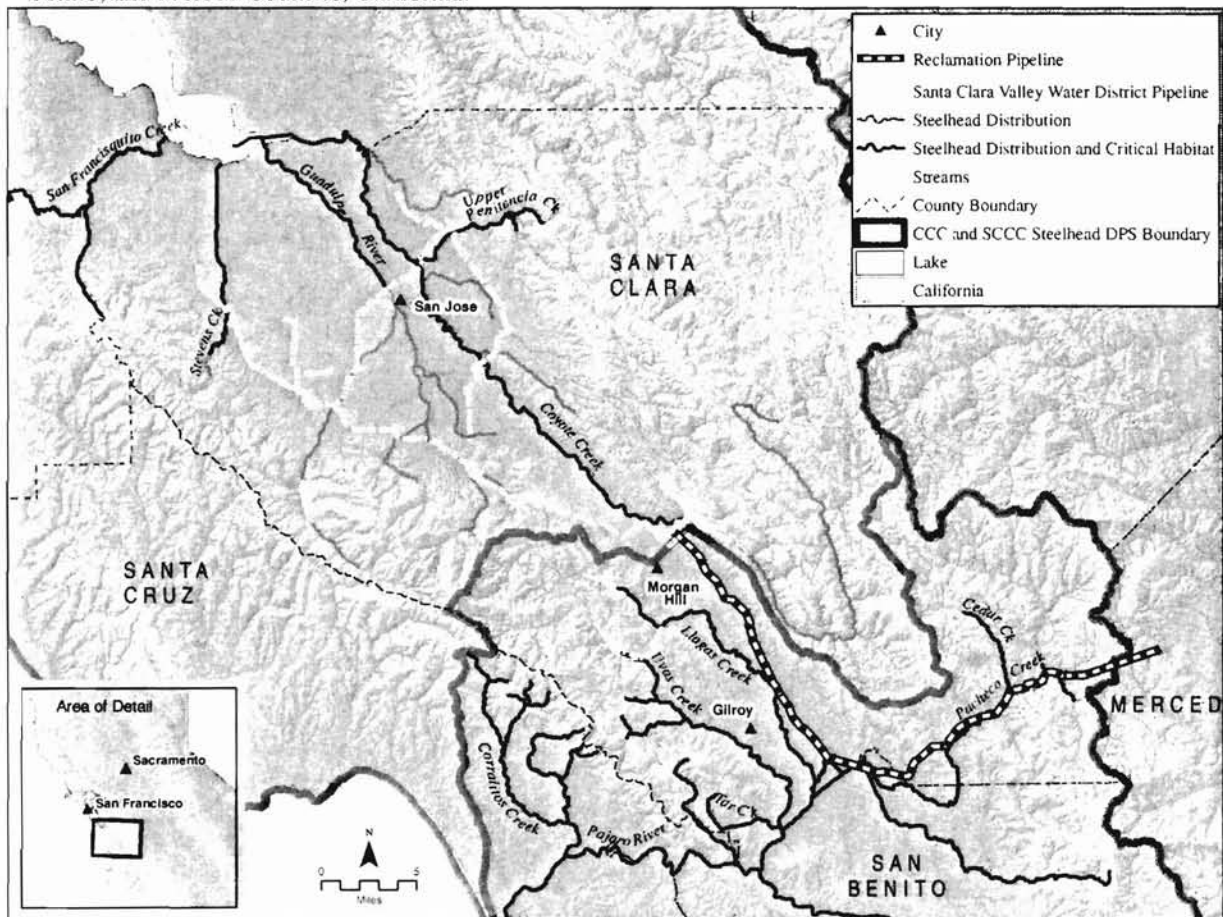 City
Reclamation Pipeline
Santa Clara Valley Water District Pipeline
Steelhead Distribution
Steelhead Distribution and Critical Habitat
Streams
County Boundary
CCC and SCCC Steelhead DPS Boundary
Lake
California
San Francisquito Creek
Guadulpe
River
Upper
Penitancia Ck
SANTA
CLARA
San Jose
Stevens Ck
Coyote Creek
SANTA
CRUZ
Morgan
Hill
Llogas Creek
Uvas Creek
Gilroy
Cedar Ck
Pacheco Creek
MERCED
Corralitos Creek
Tar Ck
Pajaro River
SAN
BENITO
Area of Detail
Sacramento
San Francisco
N
0 5
Miles